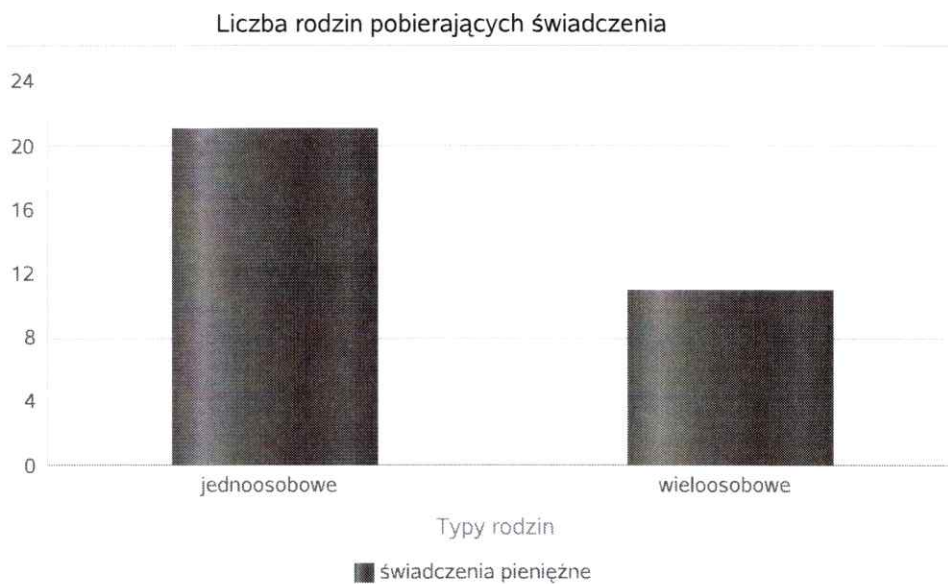 Liczba rodzin pobierających świadczenia
24
20
16
12
8
4
0
jednoosobowe
wieloosobowe
Typy rodzin
świadczenia pieniężne